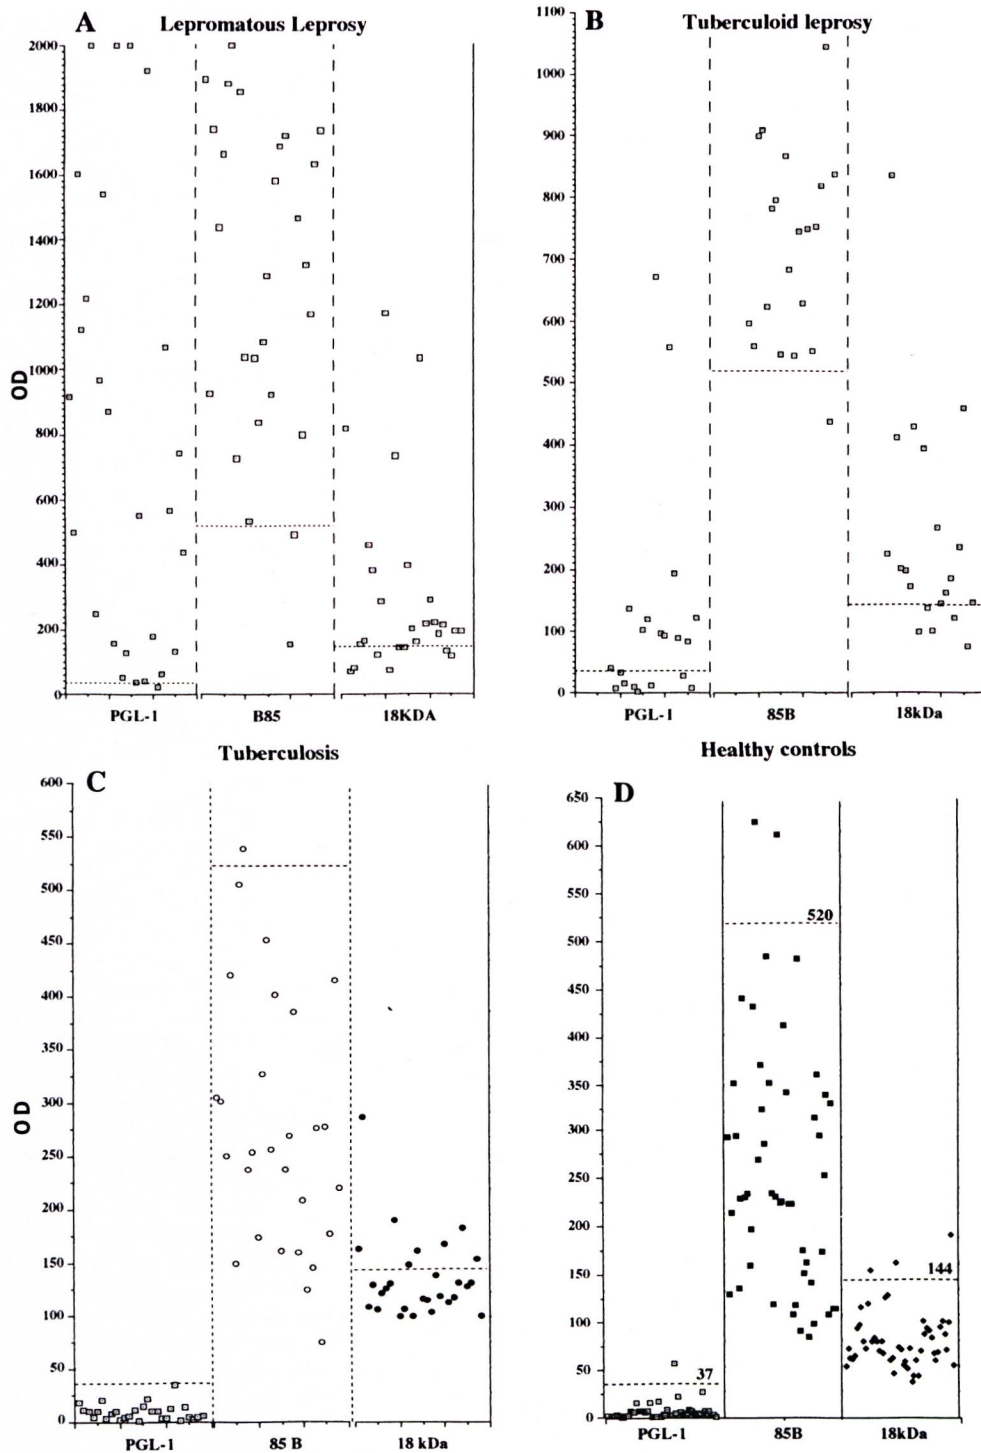 A
Lepromatous Leprosy
2000
1800
1600
1400
1200
1000
800
600
400
200
0
OD
PGL-1
B85
18KDA
B
Tuberculoid leprosy
1100
1000
900
800
700
600
500
400
300
200
100
0
PGL-1
85B
18kDa
C
Tuberculosis
600
550
500
450
400
350
300
250
200
150
100
50
0
OD
PGL-1
85 B
18 kDa
D
Healthy controls
650
600
550
500
450
400
350
300
250
200
150
100
50
0
520
144
37
PGL-1
85B
18kDa